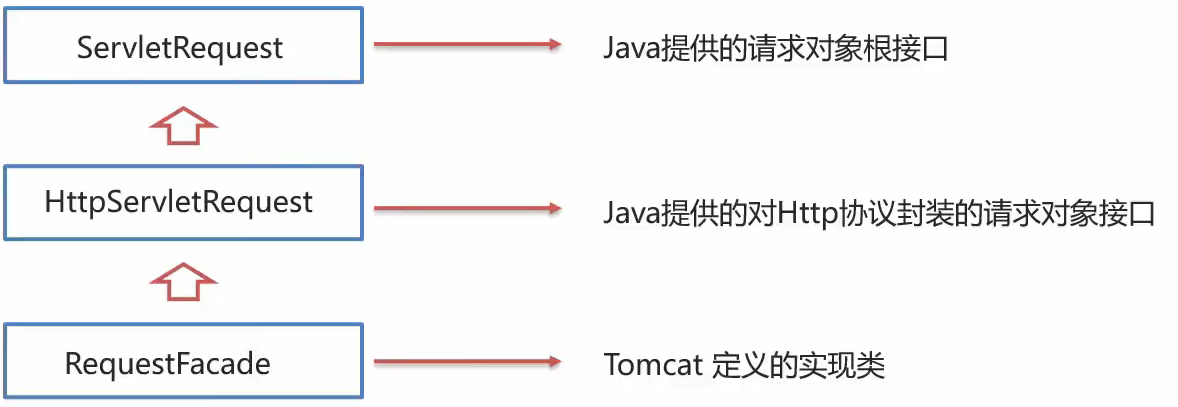 ServletRequest
Java提供的请求对象根接口
HttpServletRequest
Java提供的对Http协议封装的请求对象接口
RequestFacade
Tomcat 定义的实现类